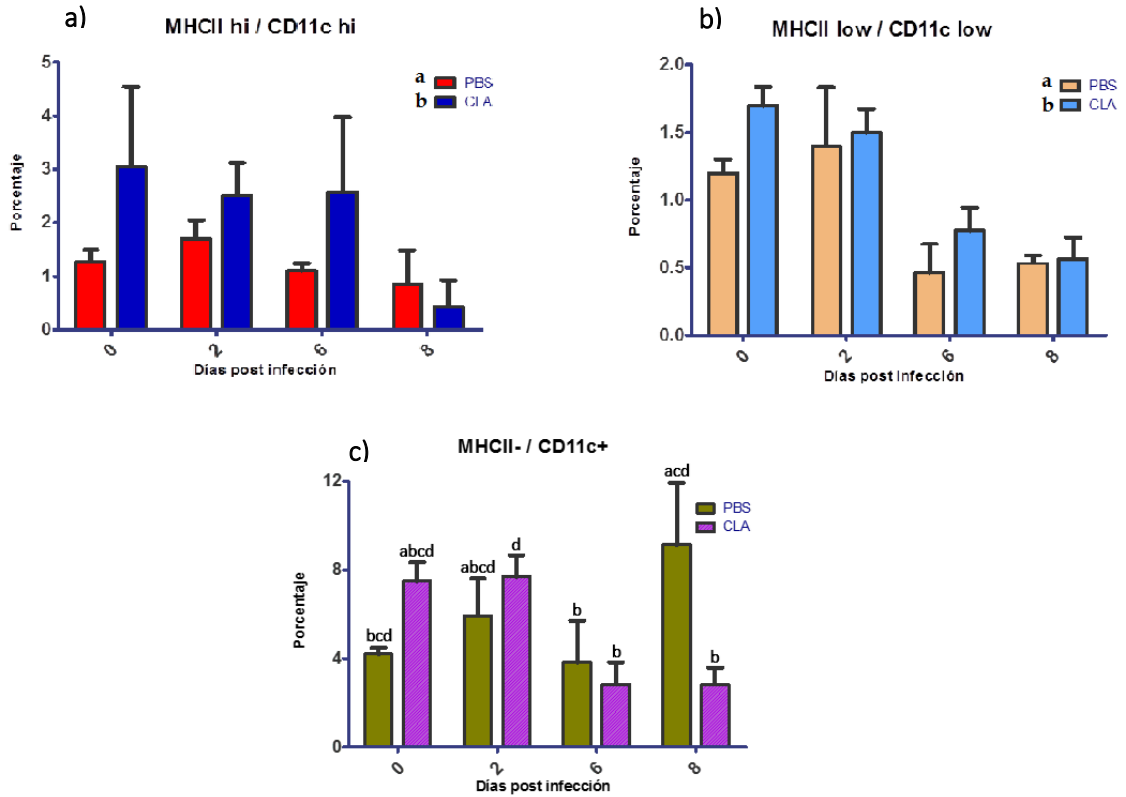 a)
MHCII hi / CD11c hi
Porcentaje
5
4
3
2
1
0
a PBS
b CLA
0 2 6 8
Días post infección
b)
MHCII low / CD11c low
Porcentaje
2.0
1.5
1.0
0.5
0.0
a PBS
b CLA
0 2 6 8
Días post infección
c)
MHCII- / CD11c+
Porcentaje
12
8
4
0
bcd abcd abcd d b b acd b
PBS
CLA
0 2 6 8
Días post infección